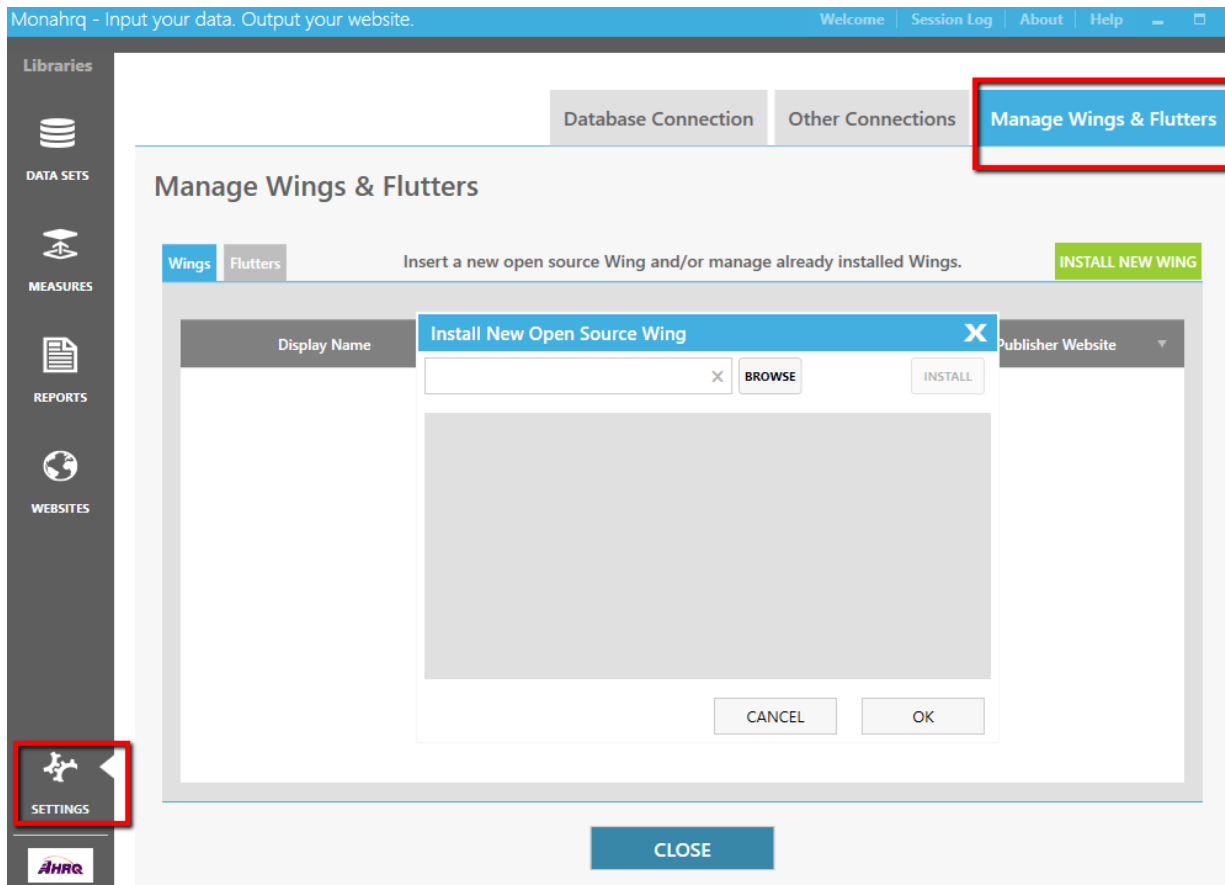 Monahrq - Input your data. Output your website.
Welcome Session Log About Help
Libraries
DATA SETS
MEASURES
REPORTS
WEBSITES
SETTINGS
AHRQ
Database Connection Other Connections Manage Wings & Flutters
Manage Wings & Flutters
Wings Flutters Insert a new open source Wing and/or manage already installed Wings. INSTALL NEW WING
Display Name Publisher Website
Install New Open Source Wing X
BROWSE INSTALL
CANCEL OK
CLOSE